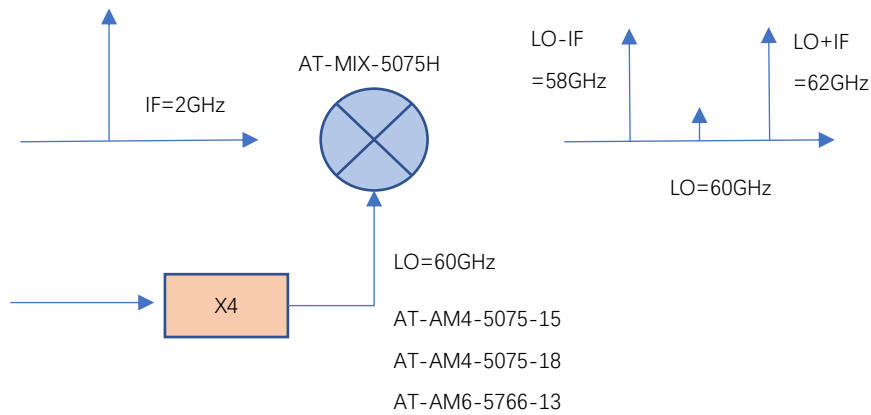 IF=2GHz
AT-MIX-5075H
LO-IF
=58GHz
LO+IF
=62GHz
LO=60GHz
X4
LO=60GHz
AT-AM4-5075-15
AT-AM4-5075-18
AT-AM6-5766-13